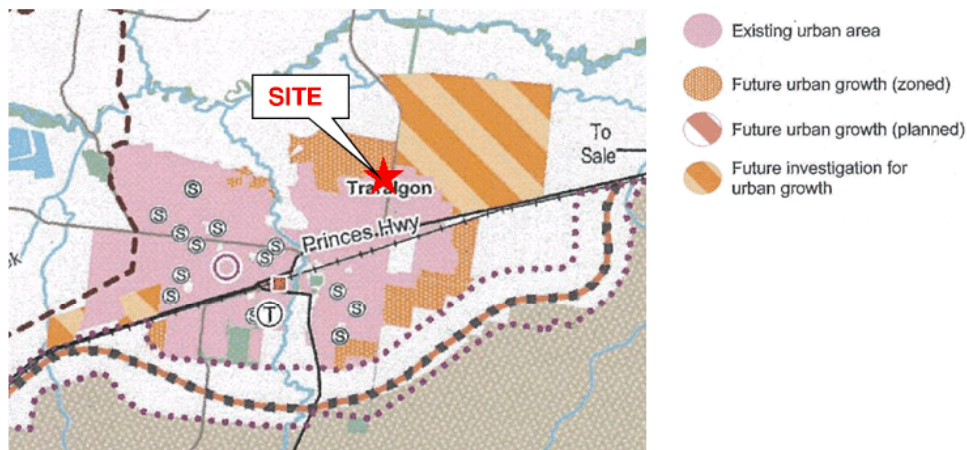 SITE
To
Sale
Traralgon
Princes Hwy
S
S
S
S
S
S
S
S
S
S
S
S
S
T
Existing urban area
Future urban growth (zoned)
Future urban growth (planned)
Future investigation for
urban growth